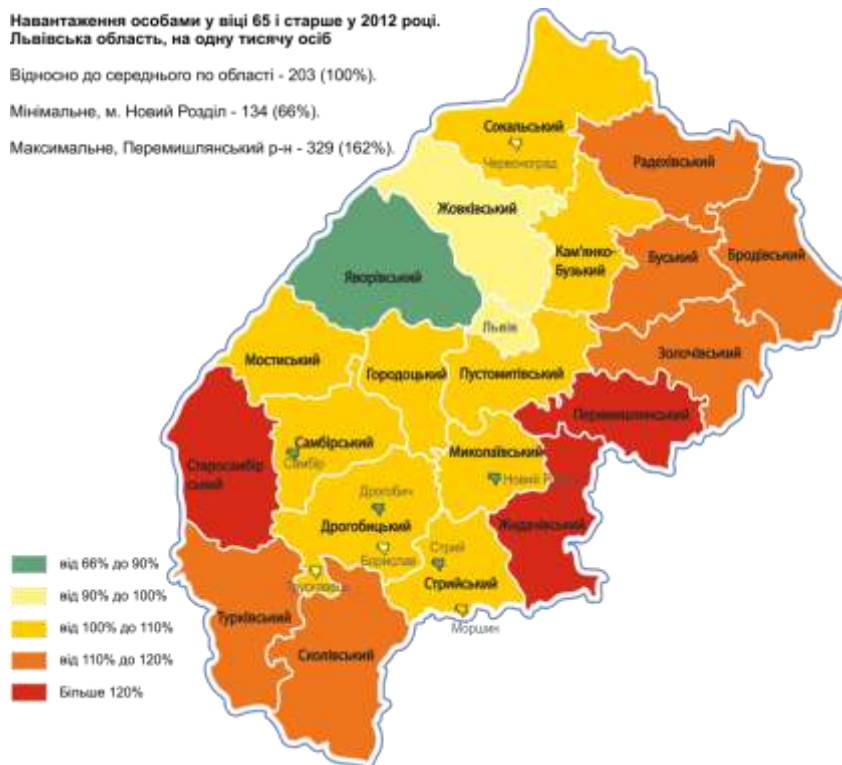 Навантаження особами у віці 65 і старше у 2012 році.
Львівська область, на одну тисячу осіб
Відносно до середнього по області - 203 (100%).
Мінімальне, м. Новий Розділ - 134 (66%).
Максимальне, Перемишлянський р-н - 329 (162%).
Сокальський
Червоноград
Радехівський
Жовківський
Кам'янко-
Бузький
Буський
Бродівський
Яворівський
Львів
Золочівський
Мостиський
Городоцький
Пустомитівський
Перемишлянський
Самбірський
Самбір
Миколаївський
Старосамбір
ський
Новий
Дрогобич
Дрогобицький
Жидачівський
Стрий
Борислав
Стрийський
Трускавець
Моршин
Турківський
Сколівський
від 66% до 90%
від 90% до 100%
від 100% до 110%
від 110% до 120%
Більше 120%